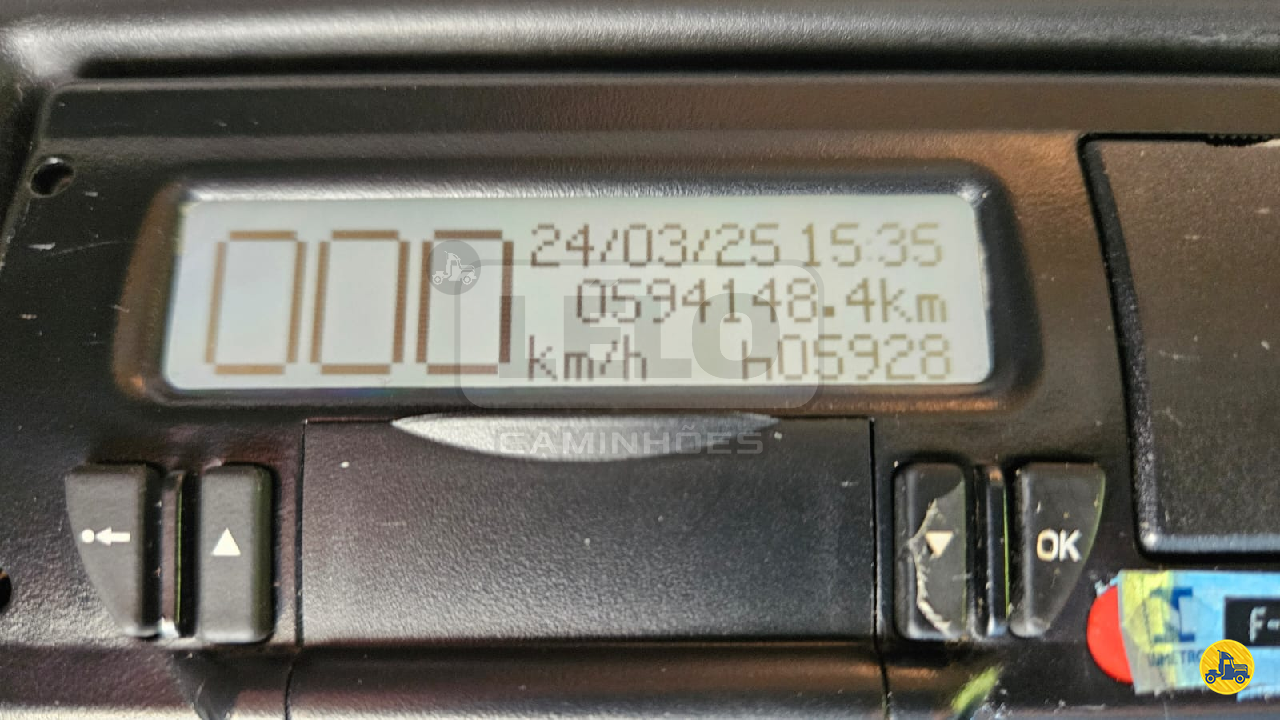 000
24/03/25 15:35
0594148.4km
km/h h05928
LELO
CAMINHÕES
OK
F-